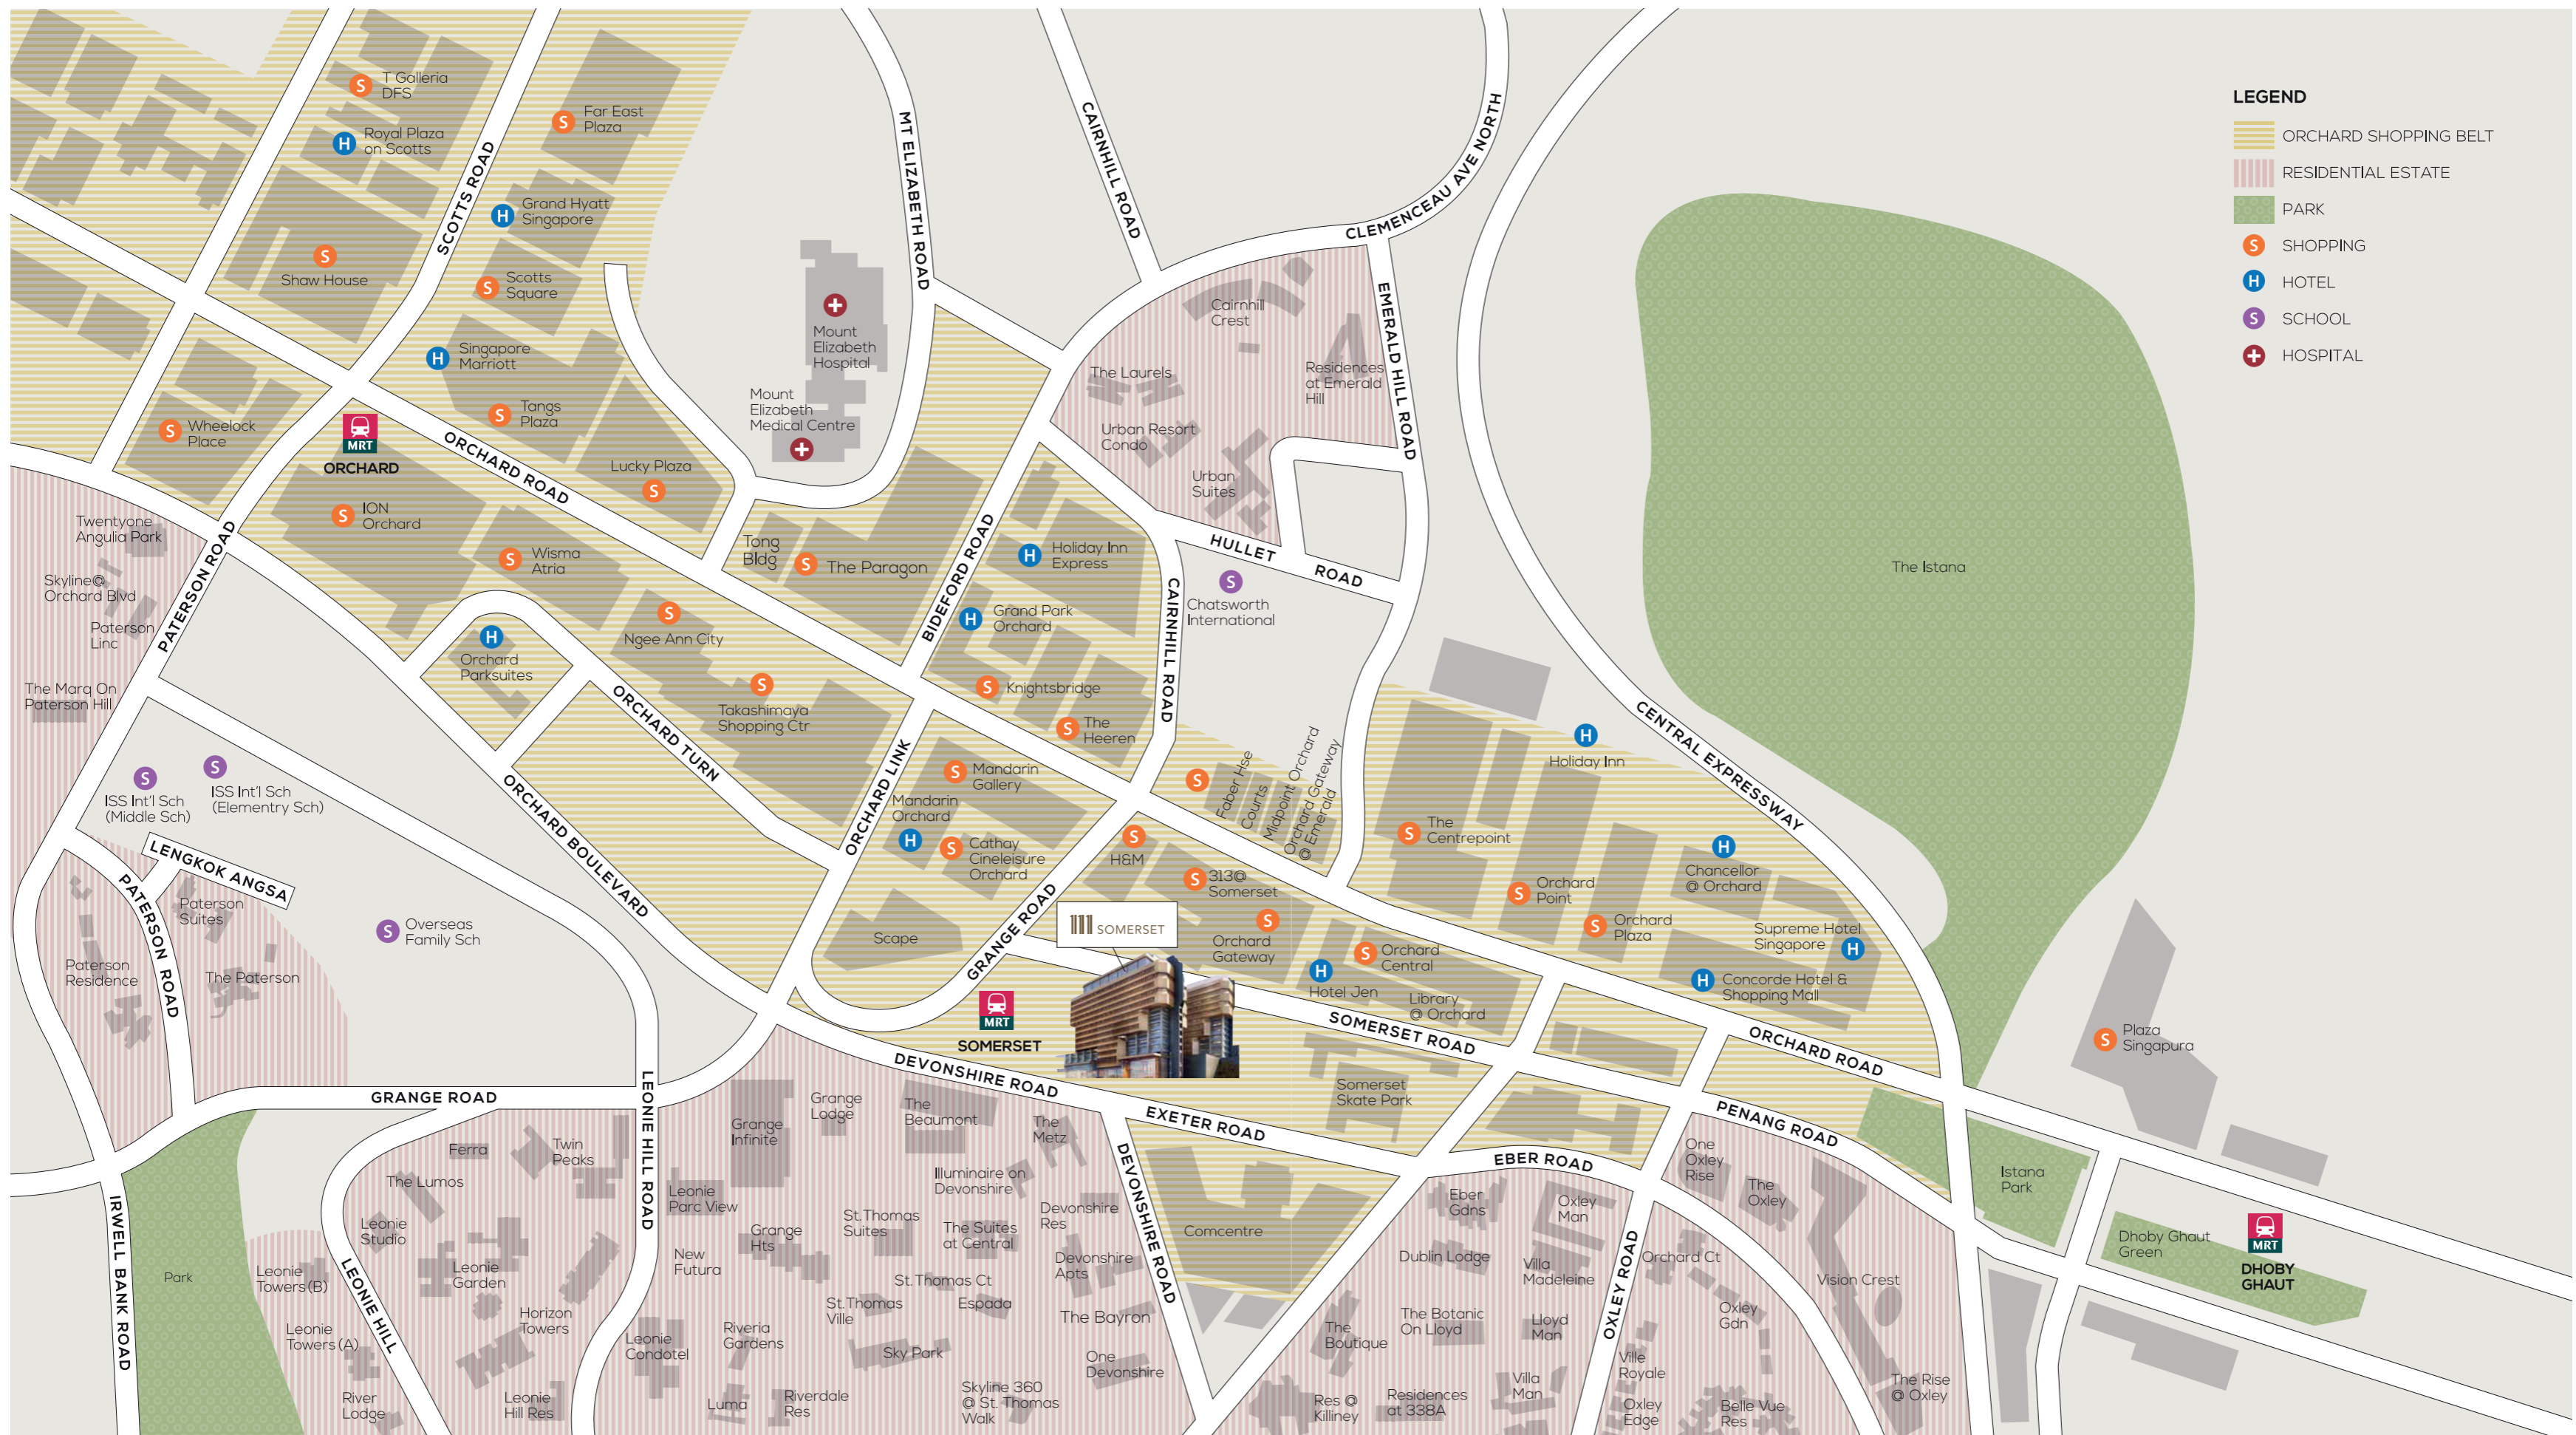 LEGEND
ORCHARD SHOPPING BELT
RESIDENTIAL ESTATE
PARK
S SHOPPING
H HOTEL
S SCHOOL
HOSPITAL
T Galleria
DFS
Royal Plaza
on Scotts
Far East
Plaza
Grand Hyatt
Singapore
Shaw House
Scotts
Square
Singapore
Marriott
Tangs
Plaza
Wheelock
Place
MRT
ORCHARD
SCOTTS ROAD
MT ELIZABETH ROAD
CAIRNHILL ROAD
CLEMENCEAU AVE NORTH
EMERALD HILL ROAD
Mount
Elizabeth
Hospital
Mount
Elizabeth
Medical Centre
Cairnhill
Crest
The Laurels
Residences
at Emerald
Hill
Urban Resort
Condo
Urban
Suites
HULLET ROAD
Chatsworth
International
The Istana
ORCHARD ROAD
Lucky Plaza
ION
Orchard
Wisma
Atria
Tong
Bldg
The Paragon
BIDEFORD ROAD
Holiday Inn
Express
Grand Park
Orchard
CAIRNHILL ROAD
Knightsbridge
The
Heeren
Twentyone
Angulia Park
Skyline@
Orchard Blvd
Paterson
Linc
The Marq On
Paterson Hill
PATERSON ROAD
Orchard
Parksuites
Ngee Ann City
Takashimaya
Shopping Ctr
ORCHARD TURN
ORCHARD LINK
ORCHARD BOULEVARD
Mandarin
Gallery
Mandarin
Orchard
Cathay
Cineleisure
Orchard
Scape
GRANGE ROAD
H&M
313@
Somerset
Orchard
Gateway
Faber Hse
Courts
Midpoint Orchard
Orchard Gateway
@ Emerald
Holiday Inn
CENTRAL EXPRESSWAY
The
Centrepoint
Orchard
Point
Orchard
Plaza
Chancellor
@ Orchard
Supreme Hotel
Singapore
Concorde Hotel &
Shopping Mall
Orchard
Central
Hotel Jen
Library
@ Orchard
111 SOMERSET
MRT
SOMERSET
SOMERSET ROAD
Somerset
Skate Park
ORCHARD ROAD
PENANG ROAD
Plaza
Singapura
ISS Int'l Sch
(Middle Sch)
ISS Int'l Sch
(Elementry Sch)
LENGKOK ANGSA
PATERSON ROAD
Paterson
Suites
Paterson
Residence
The Paterson
Overseas
Family Sch
GRANGE ROAD
LEONIE HILL ROAD
DEVONSHIRE ROAD
EXETER ROAD
EBER ROAD
DEVONSHIRE ROAD
OXLEY ROAD
IRWELL BANK ROAD
LEONIE HILL
Park
Ferra
Twin
Peaks
The Lumos
Leonie
Studio
Leonie
Garden
Leonie
Towers (B)
Leonie
Towers (A)
Horizon
Towers
River
Lodge
Leonie
Hill Res
Grange
Infinite
Grange
Lodge
The
Beaumont
The
Metz
Leonie
Parc View
Grange
Hts
New
Futura
St.Thomas
Suites
Illuminaire on
Devonshire
The Suites
at Central
Devonshire
Res
Devonshire
Apts
St.Thomas Ct
St.Thomas
Ville
Espada
The Bayron
Leonie
Condotel
Riveria
Gardens
Sky Park
One
Devonshire
Luma
Riverdale
Res
Skyline 360
@ St. Thomas
Walk
Comcentre
Eber
Gdns
Oxley
Man
One
Oxley
Rise
The
Oxley
Dublin Lodge
Villa
Madeleine
Orchard Ct
Vision Crest
The
Boutique
The Botanic
On Lloyd
Lloyd
Man
Oxley
Gdn
Ville
Royale
Villa
Man
Res @
Killiney
Residences
at 338A
Oxley
Edge
Belle Vue
Res
The Rise
@ Oxley
Istana
Park
Dhoby Ghaut
Green
MRT
DHOBY
GHAUT